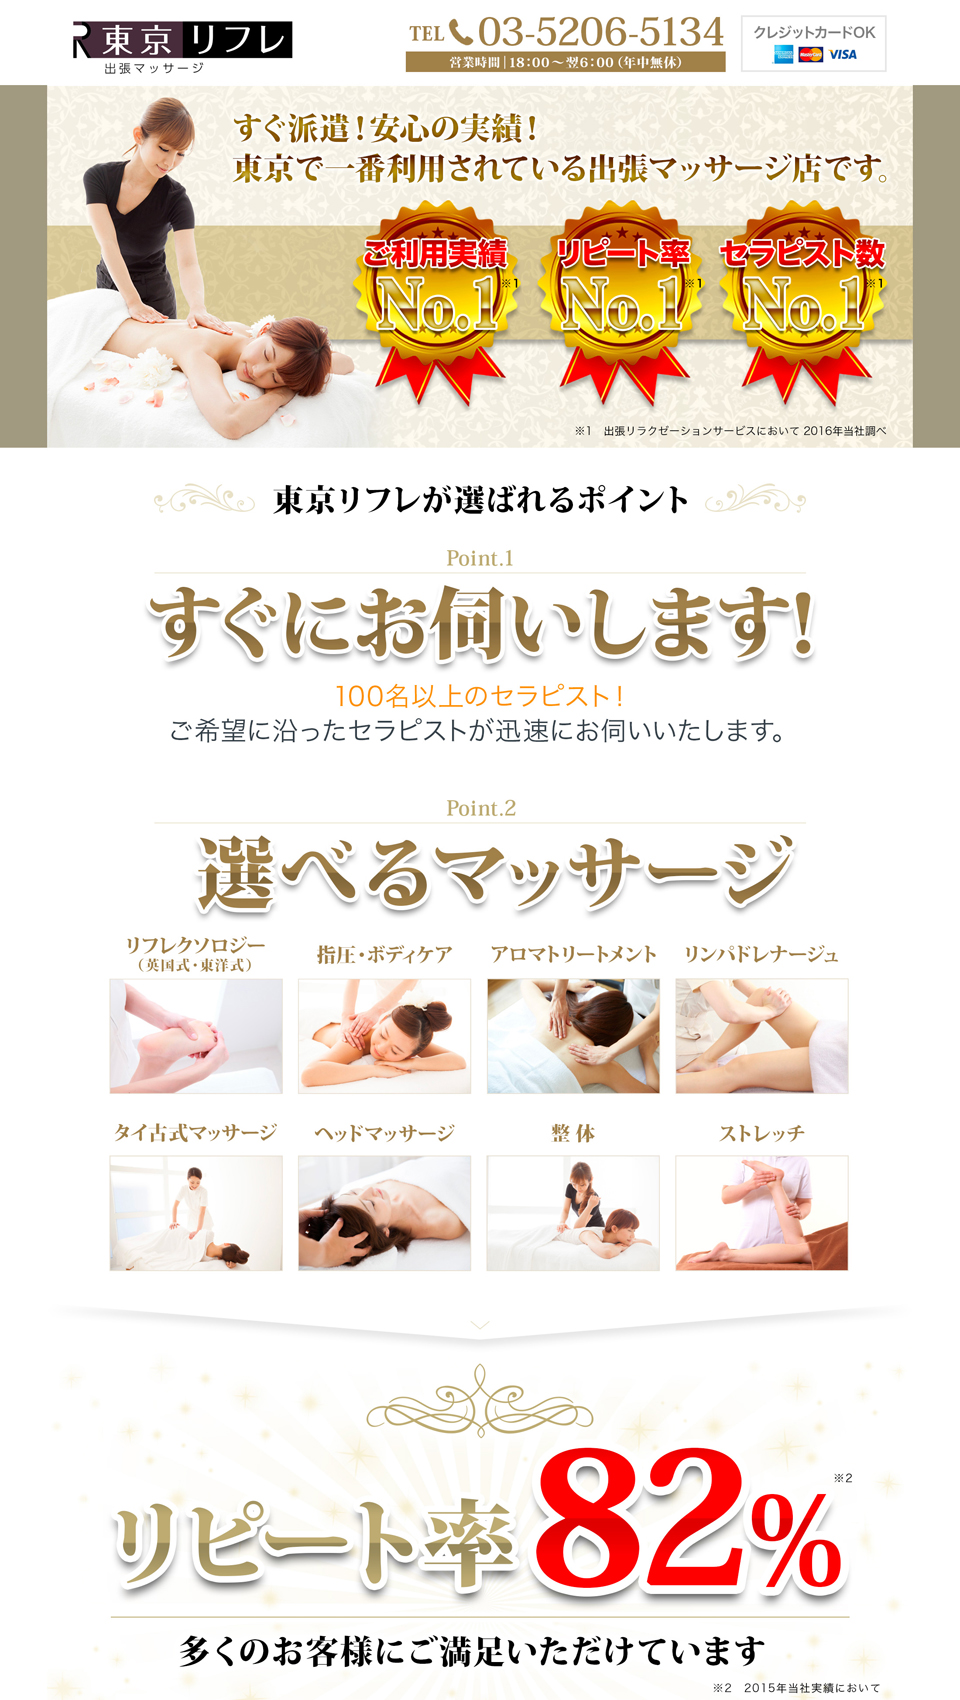 東京リフレ
出張マッサージ
TEL 03-5206-5134
営業時間|18:00～翌6:00（年中無休）
クレジットカードOK
VISA
すぐ派遣！安心の実績！
東京で一番利用されている出張マッサージ店です。
ご利用実績
No.1
※1
リピート率
No.1
※1
セラピスト数
No.1
※1
※1　出張リラクゼーションサービスにおいて 2016年当社調べ
東京リフレが選ばれるポイント
Point.1
すぐにお伺いします!
100名以上のセラピスト！
ご希望に沿ったセラピストが迅速にお伺いいたします。
Point.2
選べるマッサージ
リフレクソロジー
（英国式・東洋式）
指圧・ボディケア
アロマトリートメント
リンパドレナージュ
タイ古式マッサージ
ヘッドマッサージ
整体
ストレッチ
リピート率82%
※2
多くのお客様にご満足いただけています
※2　2015年当社実績において